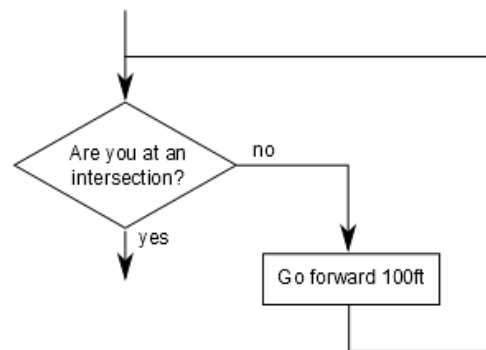 Are you at an
intersection?
no
yes
Go forward 100ft